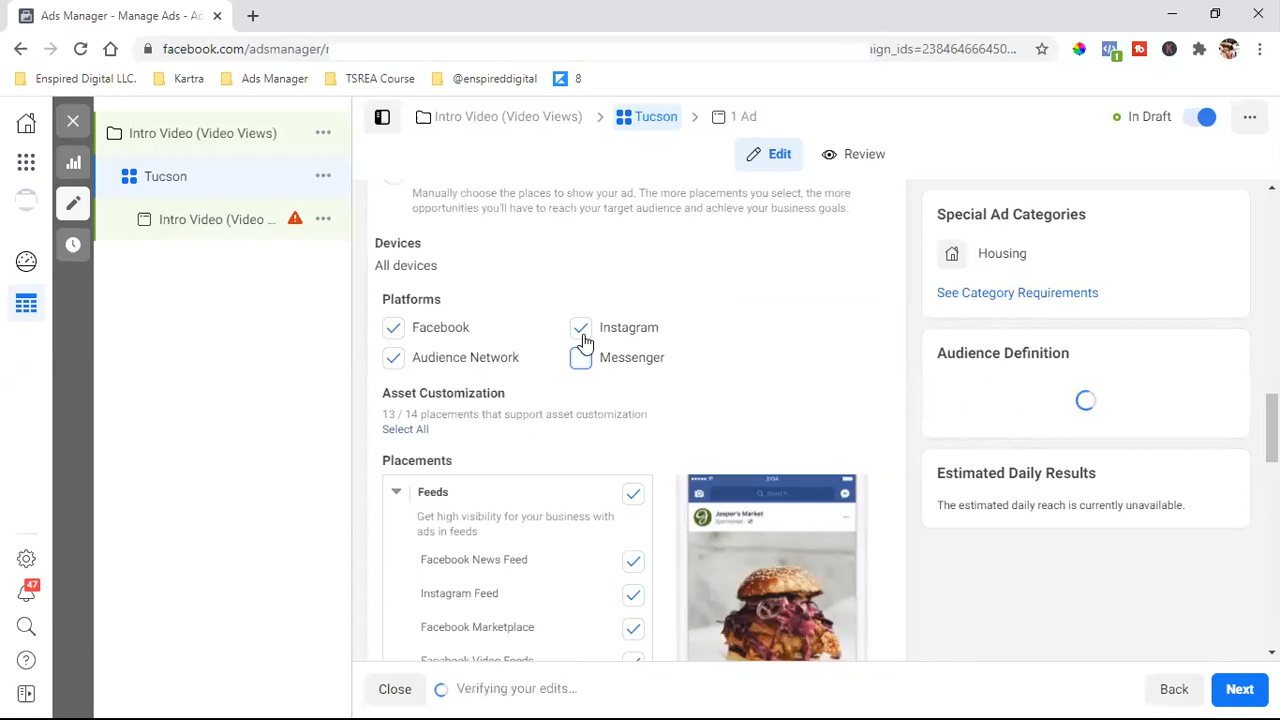 Ads Manager - Manage Ads - Ad
facebook.com/adsmanager/r
aign_ids=238464666450...
1
Enspired Digital LLC.
Kartra
Ads Manager
TSREA Course
@enspireddigital
8
Intro Video (Video Views)
Tucson
Intro Video (Video ...
Intro Video (Video Views)
Tucson
1 Ad
In Draft
Edit
Review
Manually choose the places to show your ad. The more placements you select, the more
opportunities you'll have to reach your target audience and achieve your business goals.
Devices
All devices
Platforms
Facebook
Instagram
Audience Network
Messenger
Asset Customization
13 / 14 placements that support asset customization
Select All
Placements
Feeds
Get high visibility for your business with
ads in feeds
Facebook News Feed
Instagram Feed
Facebook Marketplace
Facebook Video Feeds
2:04
Search
Jasper's Market
Sponsored
Special Ad Categories
Housing
See Category Requirements
Audience Definition
Estimated Daily Results
The estimated daily reach is currently unavailable.
47
Close
Verifying your edits...
Back
Next